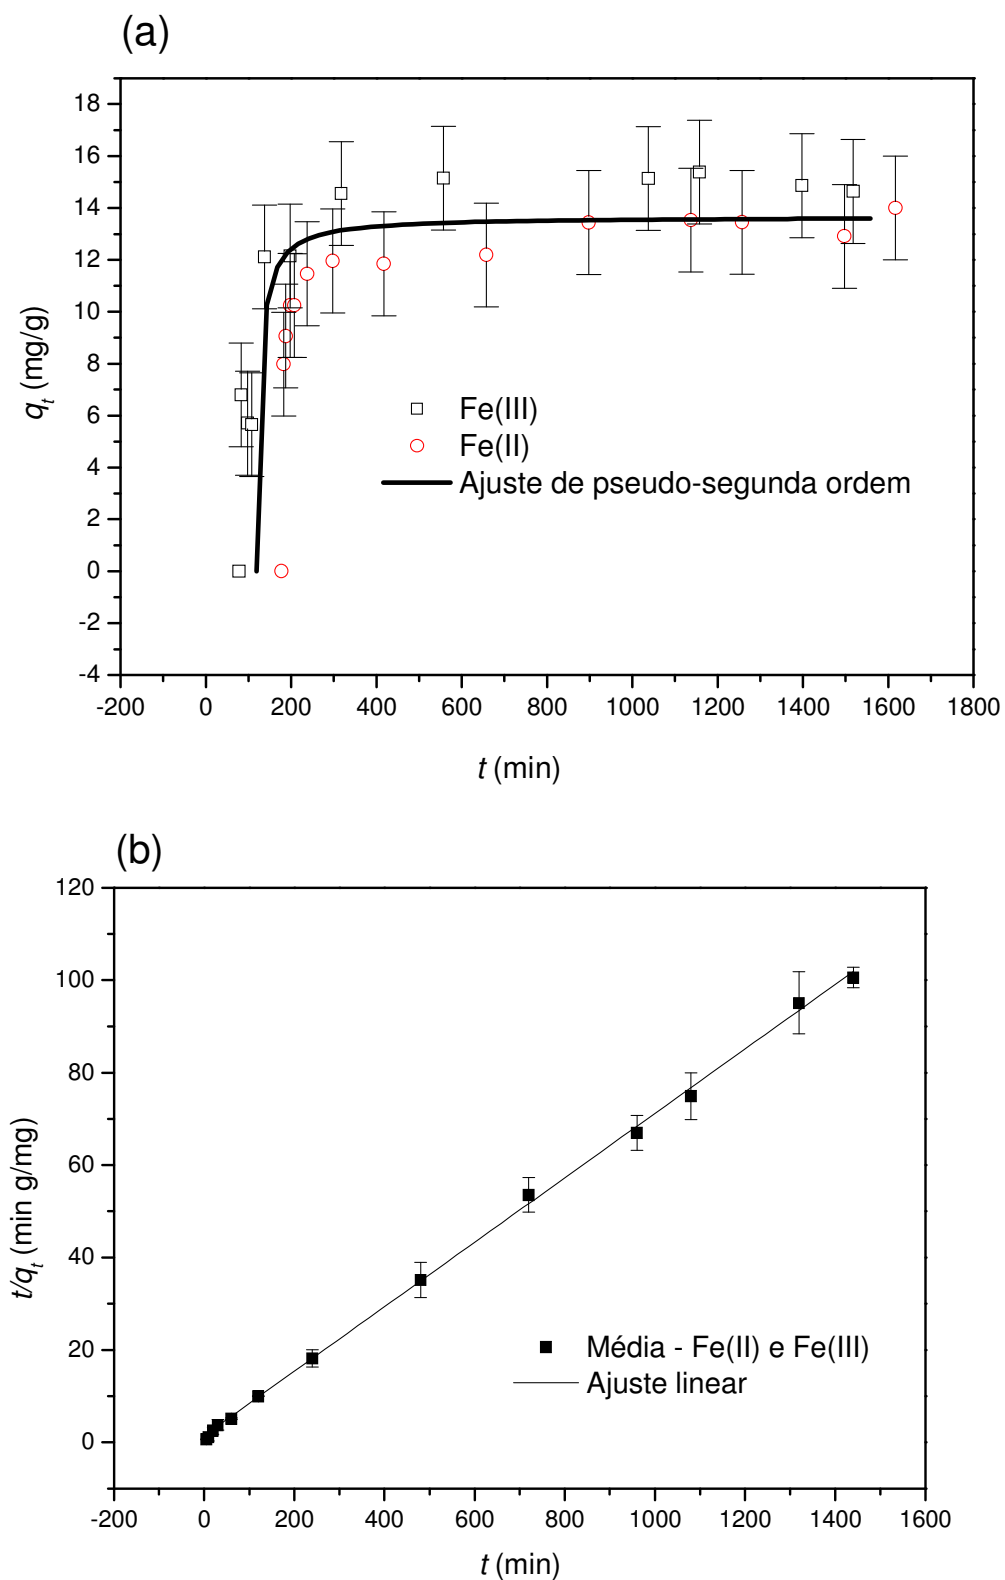 (a)
18
16
14
12
10
8
6
4
2
0
-2
-4
q_t (mg/g)
Fe(III)
Fe(II)
Ajuste de pseudo-segunda ordem
-200 0 200 400 600 800 1000 1200 1400 1600 1800
t (min)
(b)
120
100
80
60
40
20
0
t/q_t (min g/mg)
Média - Fe(II) e Fe(III)
Ajuste linear
-200 0 200 400 600 800 1000 1200 1400 1600
t (min)